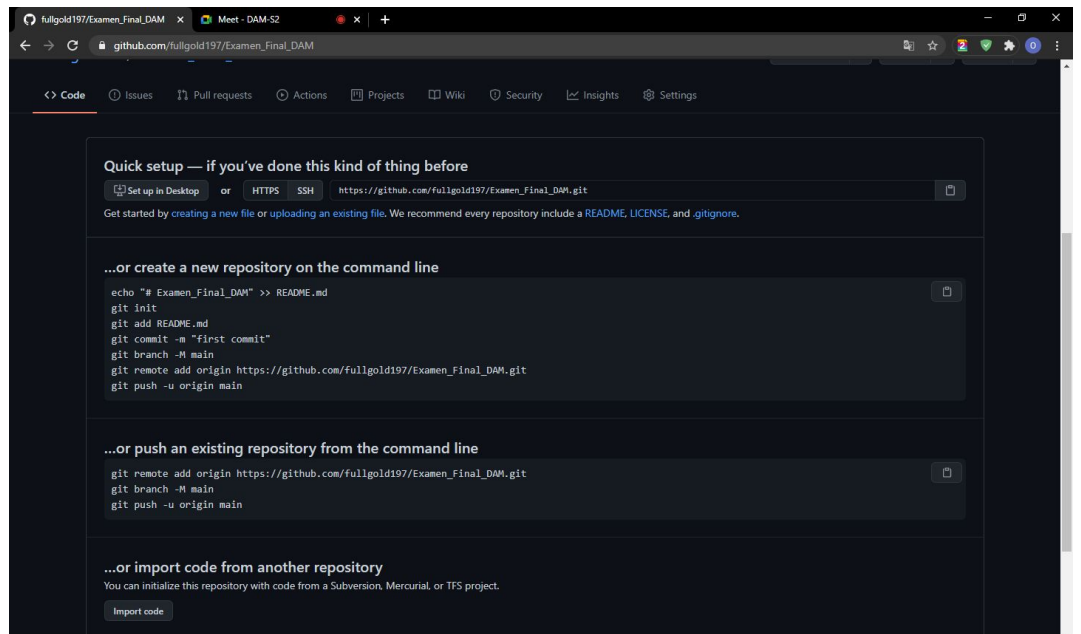 fullgold197/Examen_Final_DAM
Meet - DAM-S2
github.com/fullgold197/Examen_Final_DAM
<> Code
Issues
Pull requests
Actions
Projects
Wiki
Security
Insights
Settings
Quick setup — if you've done this kind of thing before
Set up in Desktop or HTTPS SSH https://github.com/fullgold197/Examen_Final_DAM.git
Get started by creating a new file or uploading an existing file. We recommend every repository include a README, LICENSE, and .gitignore.
...or create a new repository on the command line
echo "# Examen_Final_DAM" >> README.md
git init
git add README.md
git commit -m "first commit"
git branch -M main
git remote add origin https://github.com/fullgold197/Examen_Final_DAM.git
git push -u origin main
...or push an existing repository from the command line
git remote add origin https://github.com/fullgold197/Examen_Final_DAM.git
git branch -M main
git push -u origin main
...or import code from another repository
You can initialize this repository with code from a Subversion, Mercurial, or TFS project.
Import code